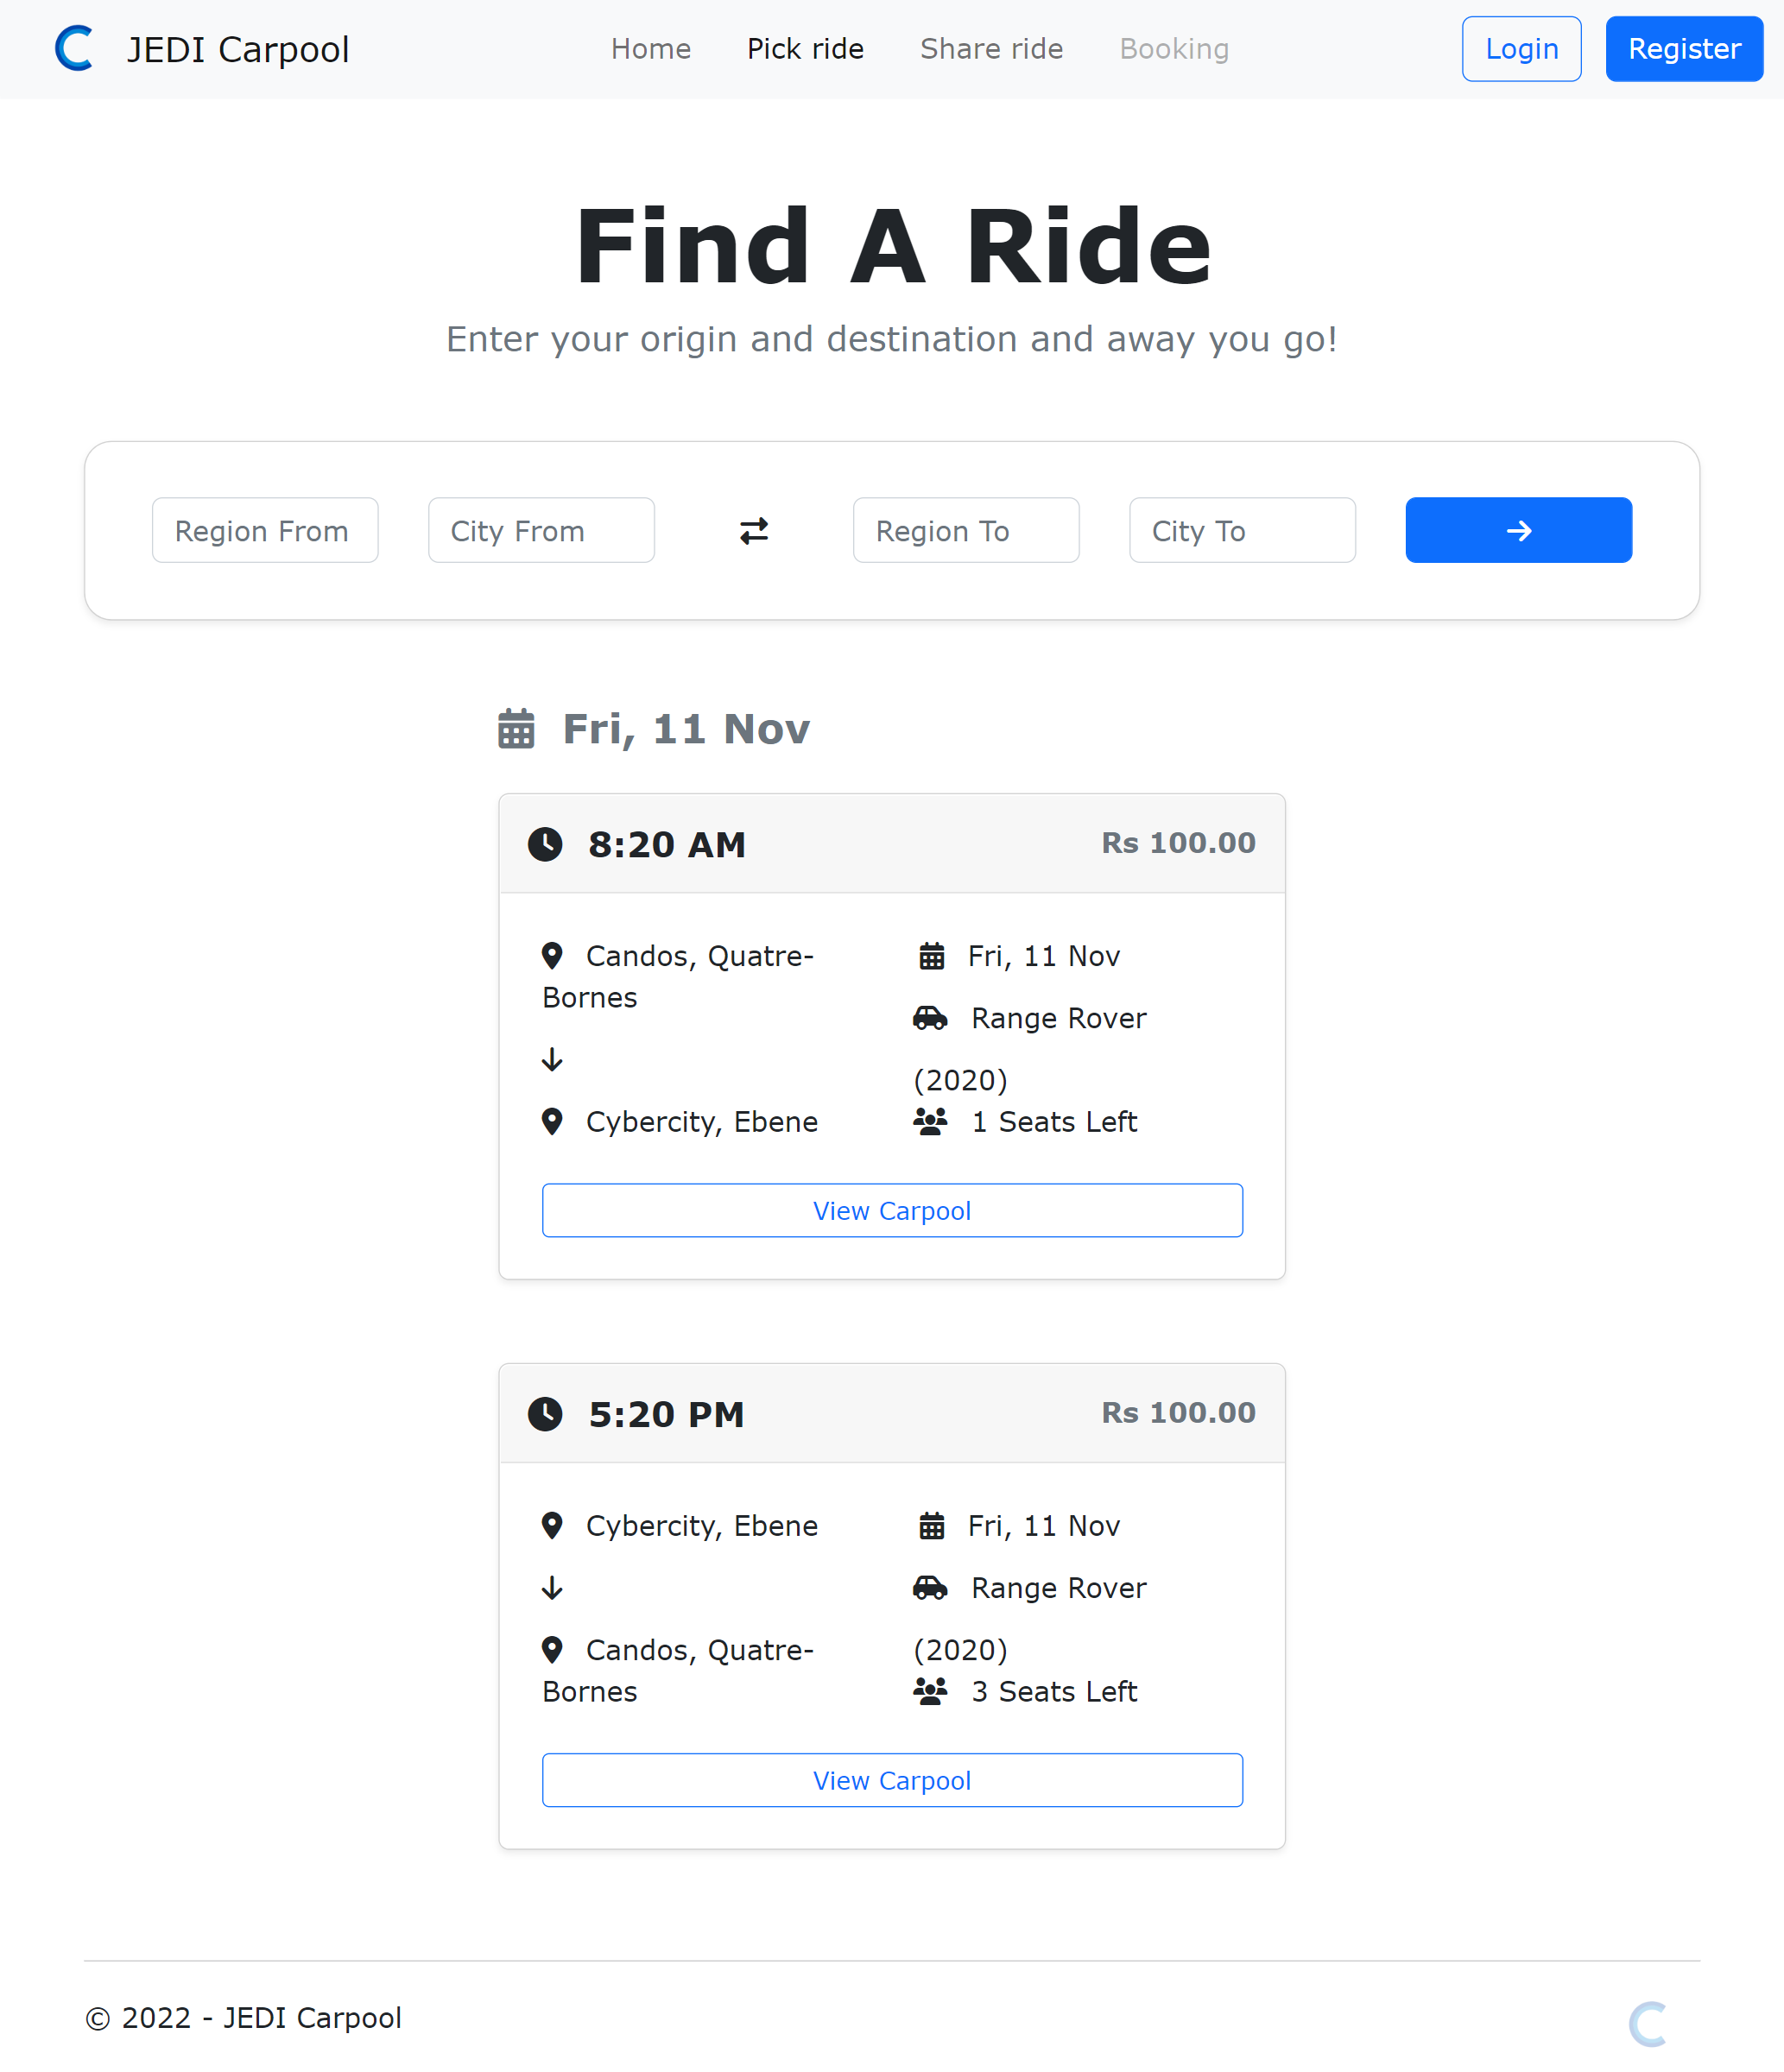 JEDI Carpool
Home Pick ride Share ride Booking
Login Register
Find A Ride
Enter your origin and destination and away you go!
Region From City From Region To City To
Fri, 11 Nov
8:20 AM Rs 100.00
Candos, Quatre-
Bornes
Cybercity, Ebene
Fri, 11 Nov
Range Rover
(2020)
1 Seats Left
View Carpool
5:20 PM Rs 100.00
Cybercity, Ebene
Candos, Quatre-
Bornes
Fri, 11 Nov
Range Rover
(2020)
3 Seats Left
View Carpool
© 2022 - JEDI Carpool